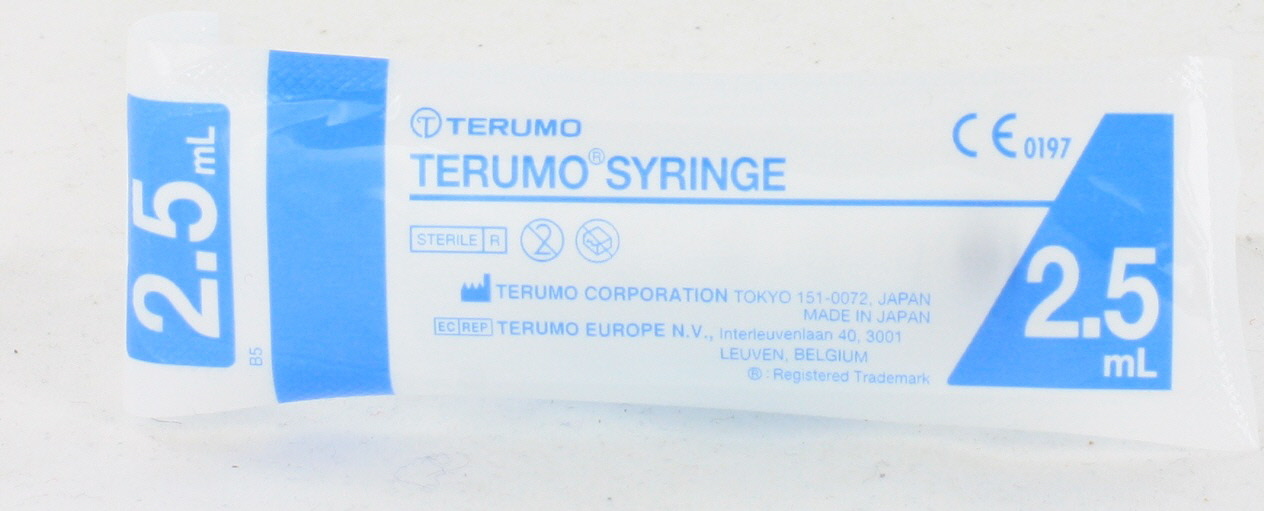 2.5 mL
B5
TERUMO
TERUMO® SYRINGE
CE 0197
STERILE R
2
TERUMO CORPORATION TOKYO 151-0072, JAPAN
MADE IN JAPAN
EC REP TERUMO EUROPE N.V., Interleuvenlaan 40, 3001
LEUVEN, BELGIUM
® : Registered Trademark
2.5
mL